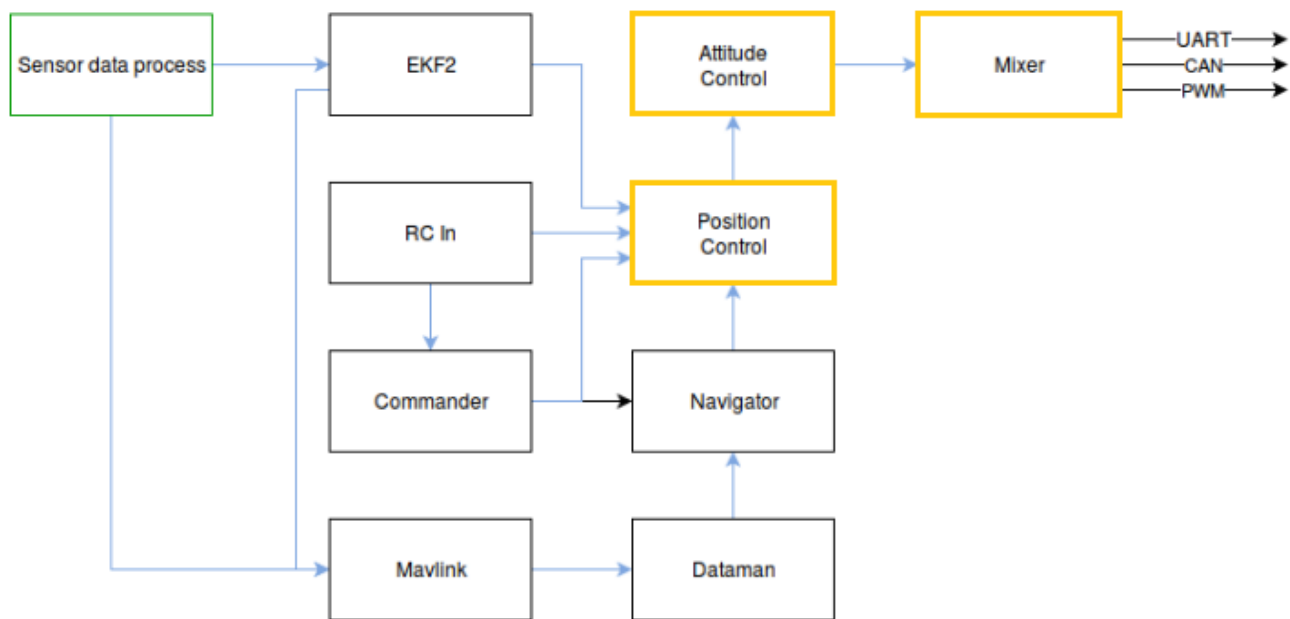 Sensor data process
EKF2
Attitude
Control
Mixer
UART
CAN
PWM
RC In
Position
Control
Commander
Navigator
Mavlink
Dataman